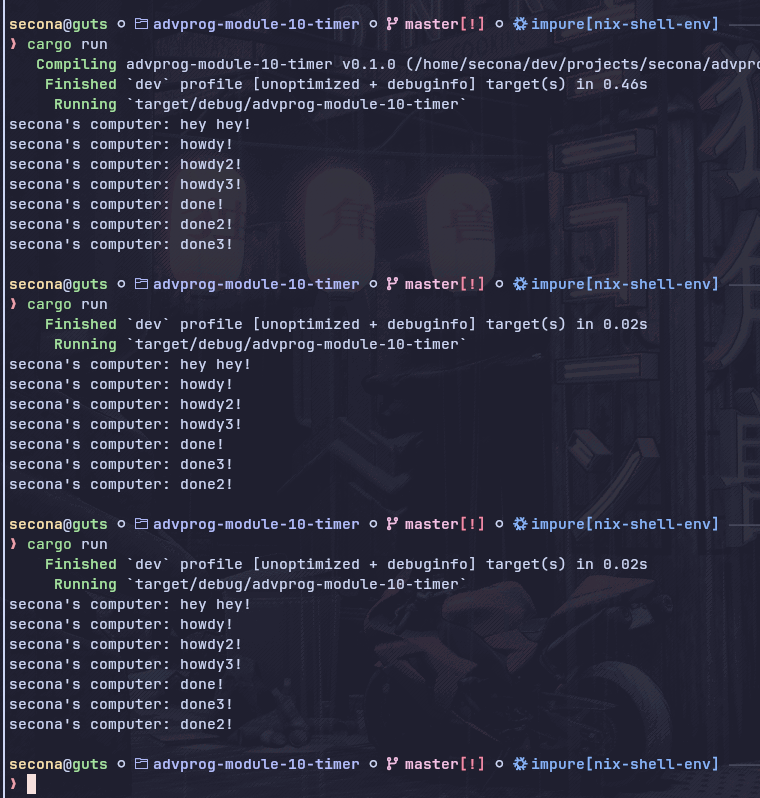 secona@guts advprog-module-10-timer master[!] impure[nix-shell-env]
❯ cargo run
Compiling advprog-module-10-timer v0.1.0 (/home/secona/dev/projects/secona/advpro
Finished `dev` profile [unoptimized + debuginfo] target(s) in 0.46s
Running `target/debug/advprog-module-10-timer`
secona's computer: hey hey!
secona's computer: howdy!
secona's computer: howdy2!
secona's computer: howdy3!
secona's computer: done!
secona's computer: done2!
secona's computer: done3!
secona@guts advprog-module-10-timer master[!] impure[nix-shell-env]
❯ cargo run
Finished `dev` profile [unoptimized + debuginfo] target(s) in 0.02s
Running `target/debug/advprog-module-10-timer`
secona's computer: hey hey!
secona's computer: howdy!
secona's computer: howdy2!
secona's computer: howdy3!
secona's computer: done!
secona's computer: done3!
secona's computer: done2!
secona@guts advprog-module-10-timer master[!] impure[nix-shell-env]
❯ cargo run
Finished `dev` profile [unoptimized + debuginfo] target(s) in 0.02s
Running `target/debug/advprog-module-10-timer`
secona's computer: hey hey!
secona's computer: howdy!
secona's computer: howdy2!
secona's computer: howdy3!
secona's computer: done!
secona's computer: done3!
secona's computer: done2!
secona@guts advprog-module-10-timer master[!] impure[nix-shell-env]
❯